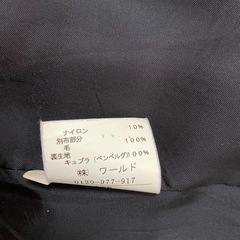 ナイロン 10%
別布部分
毛 100%
裏生地
キュプラ(ベンベルグ)100%
(株) ワールド
0120-977-917